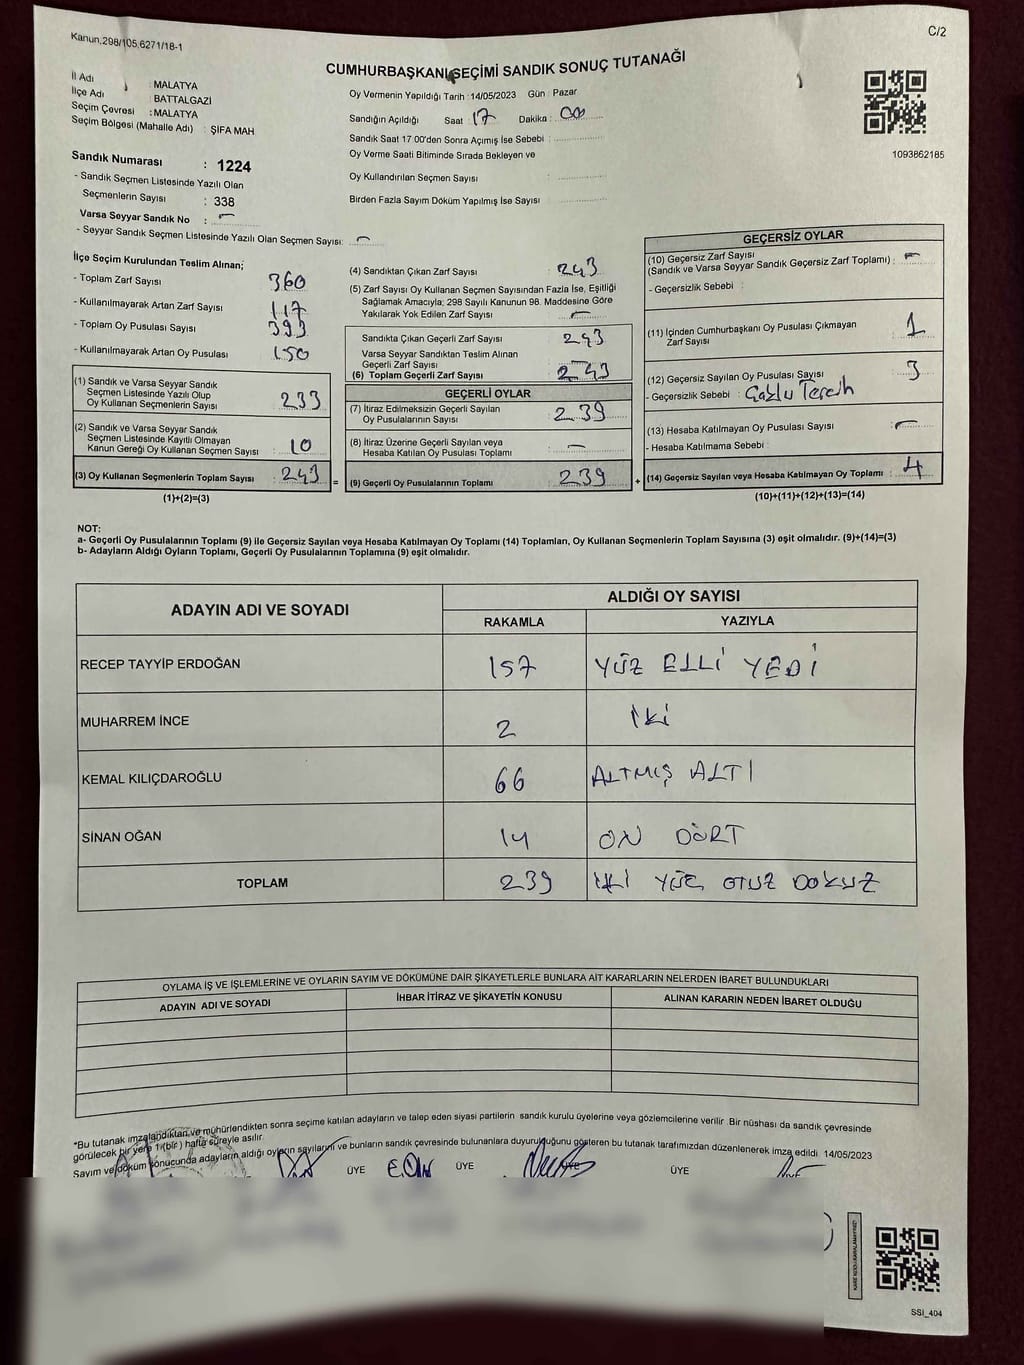 Kanun,298/105,6271/18-1
C/2
CUMHURBAŞKANI SEÇİMİ SANDIK SONUÇ TUTANAĞI
İl Adı : MALATYA
İlçe Adı BATTALGAZİ
Seçim Çevresi : MALATYA
Seçim Bölgesi (Mahalle Adı) : ŞİFA MAH
Oy Vermenin Yapıldığı Tarih : 14/05/2023 Gün : Pazar
Sandığın Açıldığı Saat 17 Dakika : 00
Sandık Saat 17.00'den Sonra Açımış İse Sebebi :
Oy Verme Saati Bitiminde Sırada Bekleyen ve
Oy Kullandırılan Seçmen Sayısı :
Birden Fazla Sayım Döküm Yapılmış İse Sayısı
1093862185
Sandık Numarası : 1224
- Sandık Seçmen Listesinde Yazılı Olan
Seçmenlerin Sayısı : 338
Varsa Seyyar Sandık No : -
- Seyyar Sandık Seçmen Listesinde Yazılı Olan Seçmen Sayısı: -
İlçe Seçim Kurulundan Teslim Alınan;
- Toplam Zarf Sayısı 360
- Kullanılmayarak Artan Zarf Sayısı 117
- Toplam Oy Pusulası Sayısı 393
- Kullanılmayarak Artan Oy Pusulası 150
(1) Sandık ve Varsa Seyyar Sandık
Seçmen Listesinde Yazılı Olup
Oy Kullanan Seçmenlerin Sayısı 233
(2) Sandık ve Varsa Seyyar Sandık
Seçmen Listesinde Kayıtlı Olmayan
Kanun Gereği Oy Kullanan Seçmen Sayısı : 10
(3) Oy Kullanan Seçmenlerin Toplam Sayısı : 243
(1)+(2)=(3)
=
(4) Sandıktan Çıkan Zarf Sayısı 243
(5) Zarf Sayısı Oy Kullanan Seçmen Sayısından Fazla İse, Eşitliği
Sağlamak Amacıyla; 298 Sayılı Kanunun 98. Maddesine Göre
Yakılarak Yok Edilen Zarf Sayısı : -
Sandıkta Çıkan Geçerli Zarf Sayısı 243
Varsa Seyyar Sandıktan Teslim Alınan
Geçerli Zarf Sayısı
(6) Toplam Geçerli Zarf Sayısı 243
GEÇERLİ OYLAR
(7) İtiraz Edilmeksizin Geçerli Sayılan
Oy Pusulalarının Sayısı : 239
(8) İtiraz Üzerine Geçerli Sayılan veya
Hesaba Katılan Oy Pusulası Toplamı : -
(9) Geçerli Oy Pusulalarının Toplamı 239
+
GEÇERSİZ OYLAR
(10) Geçersiz Zarf Sayısı
(Sandık ve Varsa Seyyar Sandık Geçersiz Zarf Toplamı) : -
- Geçersizlik Sebebi :
(11) İçinden Cumhurbaşkanı Oy Pusulası Çıkmayan
Zarf Sayısı 1
(12) Geçersiz Sayılan Oy Pusulası Sayısı 3
- Geçersizlik Sebebi : Çoklu Tercih
(13) Hesaba Katılmayan Oy Pusulası Sayısı : -
- Hesaba Katılmama Sebebi :
(14) Geçersiz Sayılan veya Hesaba Katılmayan Oy Toplamı : 4
(10)+(11)+(12)+(13)=(14)
NOT:
a- Geçerli Oy Pusulalarının Toplamı (9) ile Geçersiz Sayılan veya Hesaba Katılmayan Oy Toplamı (14) Toplamları, Oy Kullanan Seçmenlerin Toplam Sayısına (3) eşit olmalıdır. (9)+(14)=(3)
b- Adayların Aldığı Oyların Toplamı, Geçerli Oy Pusulalarının Toplamına (9) eşit olmalıdır.
ADAYIN ADI VE SOYADI
ALDIĞI OY SAYISI
RAKAMLA YAZIYLA
RECEP TAYYİP ERDOĞAN 157 YÜZ ELLİ YEDİ
MUHARREM İNCE 2 İKİ
KEMAL KILIÇDAROĞLU 66 ALTMIŞ ALTI
SİNAN OĞAN 14 ON DÖRT
TOPLAM 239 İKİ YÜZ OTUZ DOKUZ
OYLAMA İŞ VE İŞLEMLERİNE VE OYLARIN SAYIM VE DÖKÜMÜNE DAİR ŞİKAYETLERLE BUNLARA AİT KARARLARIN NELERDEN İBARET BULUNDUKLARI
ADAYIN ADI VE SOYADI İHBAR İTİRAZ VE ŞİKAYETİN KONUSU ALINAN KARARIN NEDEN İBARET OLDUĞU
"Bu tutanak imzalandıktan ve mühürlendikten sonra seçime katılan adayların ve talep eden siyasi partilerin sandık kurulu üyelerine veya gözlemcilerine verilir. Bir nüshası da sandık çevresinde
görülecek bir yere 1 (bir) hafta süreyle asılır.
Sayım ve döküm sonucunda adayların aldığı oyların sayılarını ve bunların sandık çevresinde bulunanlara duyurulduğunu gösteren bu tutanak tarafımızdan düzenlenerek imza edildi. 14/05/2023
ÜYE ÜYE ÜYE
SSI_404